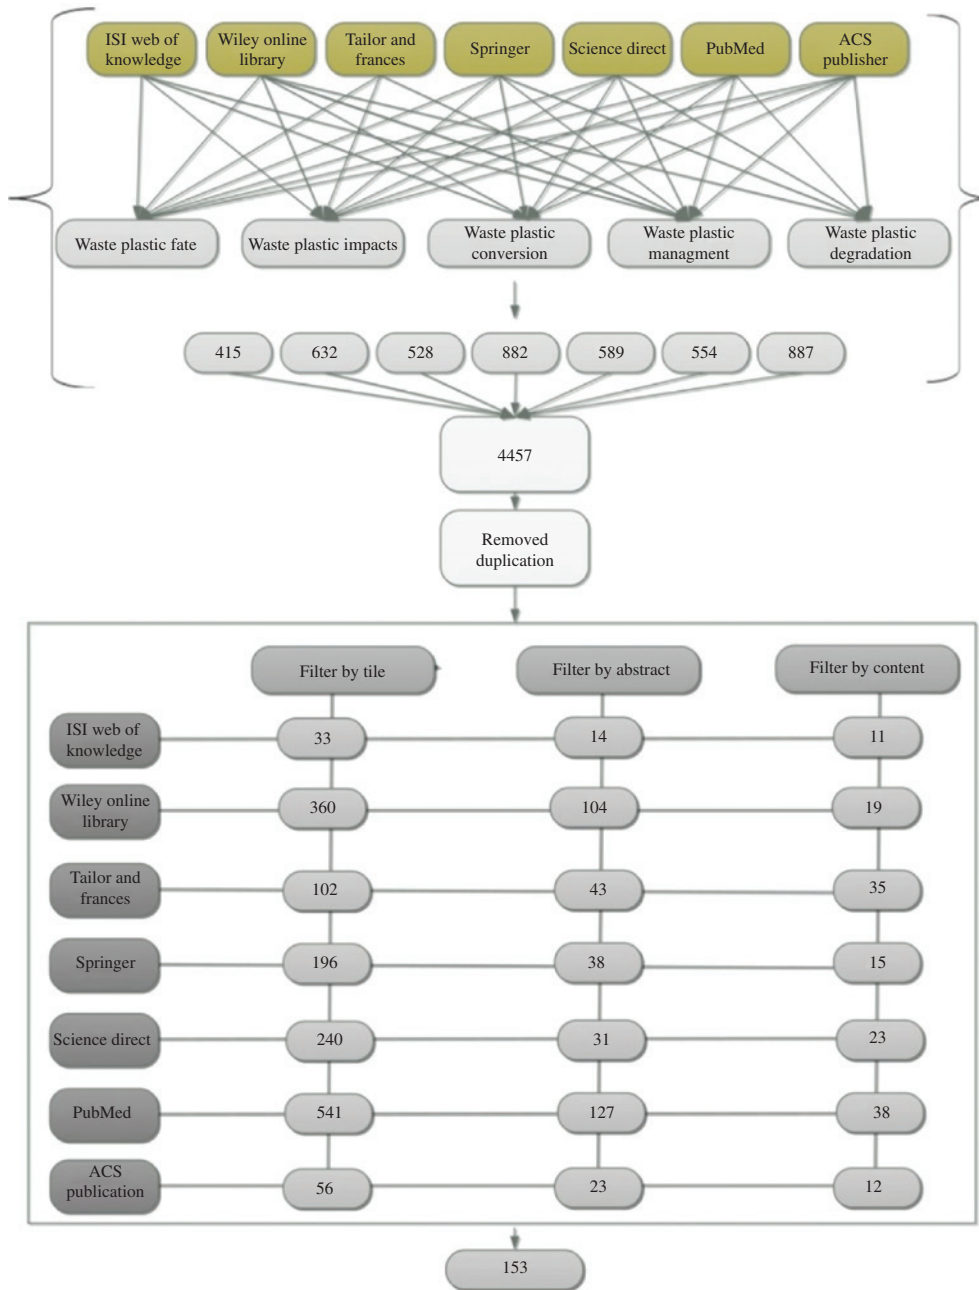 ISI web of
knowledge
Wiley online
library
Tailor and
frances
Springer
Science direct
PubMed
ACS
publisher
Waste plastic fate
Waste plastic impacts
Waste plastic
conversion
Waste plastic
managment
Waste plastic
degradation
415
632
528
882
589
554
887
4457
Removed
duplication
Filter by tile
Filter by abstract
Filter by content
ISI web of
knowledge
33
14
11
Wiley online
library
360
104
19
Tailor and
frances
102
43
35
Springer
196
38
15
Science direct
240
31
23
PubMed
541
127
38
ACS
publication
56
23
12
153